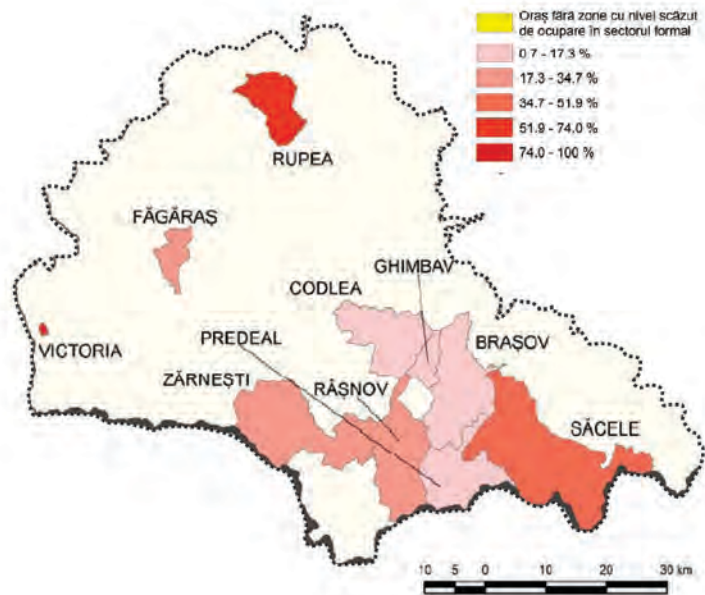 Oraș fără zone cu nivel scăzut
de ocupare în sectorul formal
0.7 - 17.3 %
17.3 - 34.7 %
34.7 - 51.9 %
51.9 - 74.0 %
74.0 - 100 %
RUPEA
FĂGĂRAȘ
GHIMBAV
CODLEA
PREDEAL
BRAȘOV
VICTORIA
ZĂRNEȘTI
RÂȘNOV
SĂCELE
10 5 0 10 20 30 km